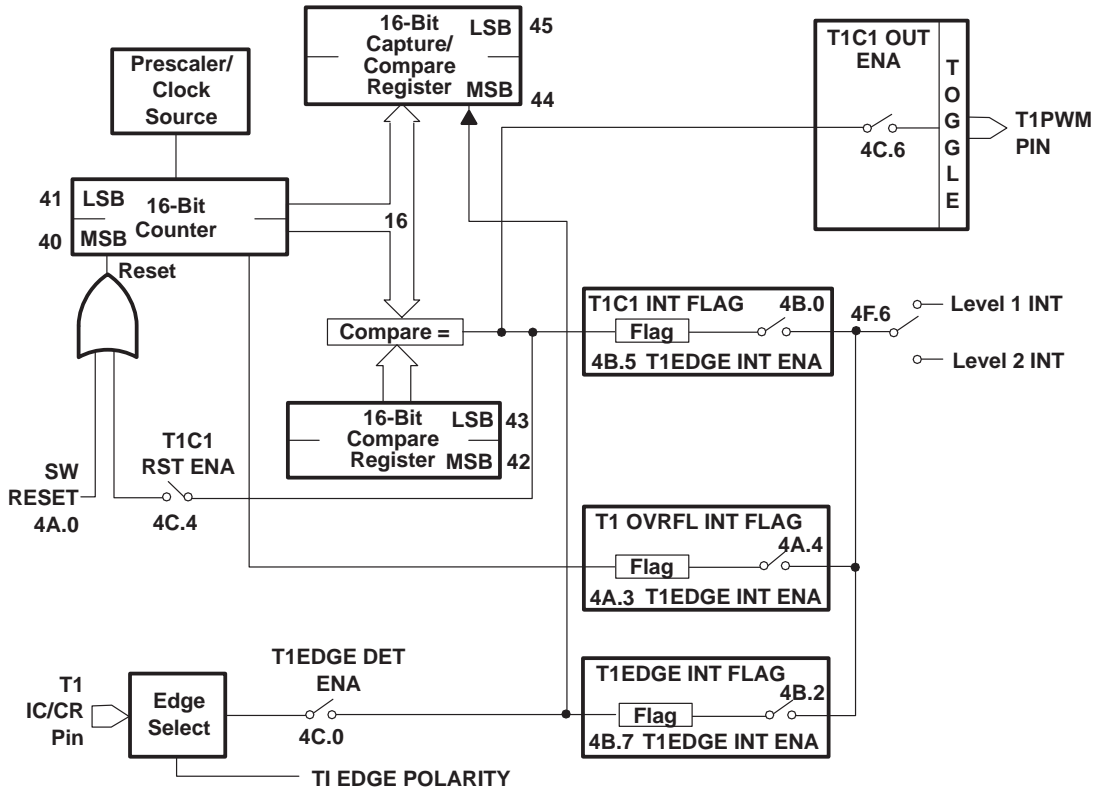 16-Bit
Capture/
Compare
Register
LSB
MSB
45
44
T1C1 OUT
ENA
4C.6
TOGGLE
T1PWM
PIN
Prescaler/
Clock
Source
41
40
LSB
MSB
16-Bit
Counter
Reset
16
Compare =
T1C1 INT FLAG
4B.0
Flag
4B.5 T1EDGE INT ENA
4F.6
Level 1 INT
Level 2 INT
16-Bit
Compare
Register
LSB
MSB
43
42
T1C1
RST ENA
4C.4
SW
RESET
4A.0
T1 OVRFL INT FLAG
4A.4
Flag
4A.3 T1EDGE INT ENA
T1
IC/CR
Pin
Edge
Select
T1EDGE DET
ENA
4C.0
T1EDGE INT FLAG
4B.2
Flag
4B.7 T1EDGE INT ENA
TI EDGE POLARITY